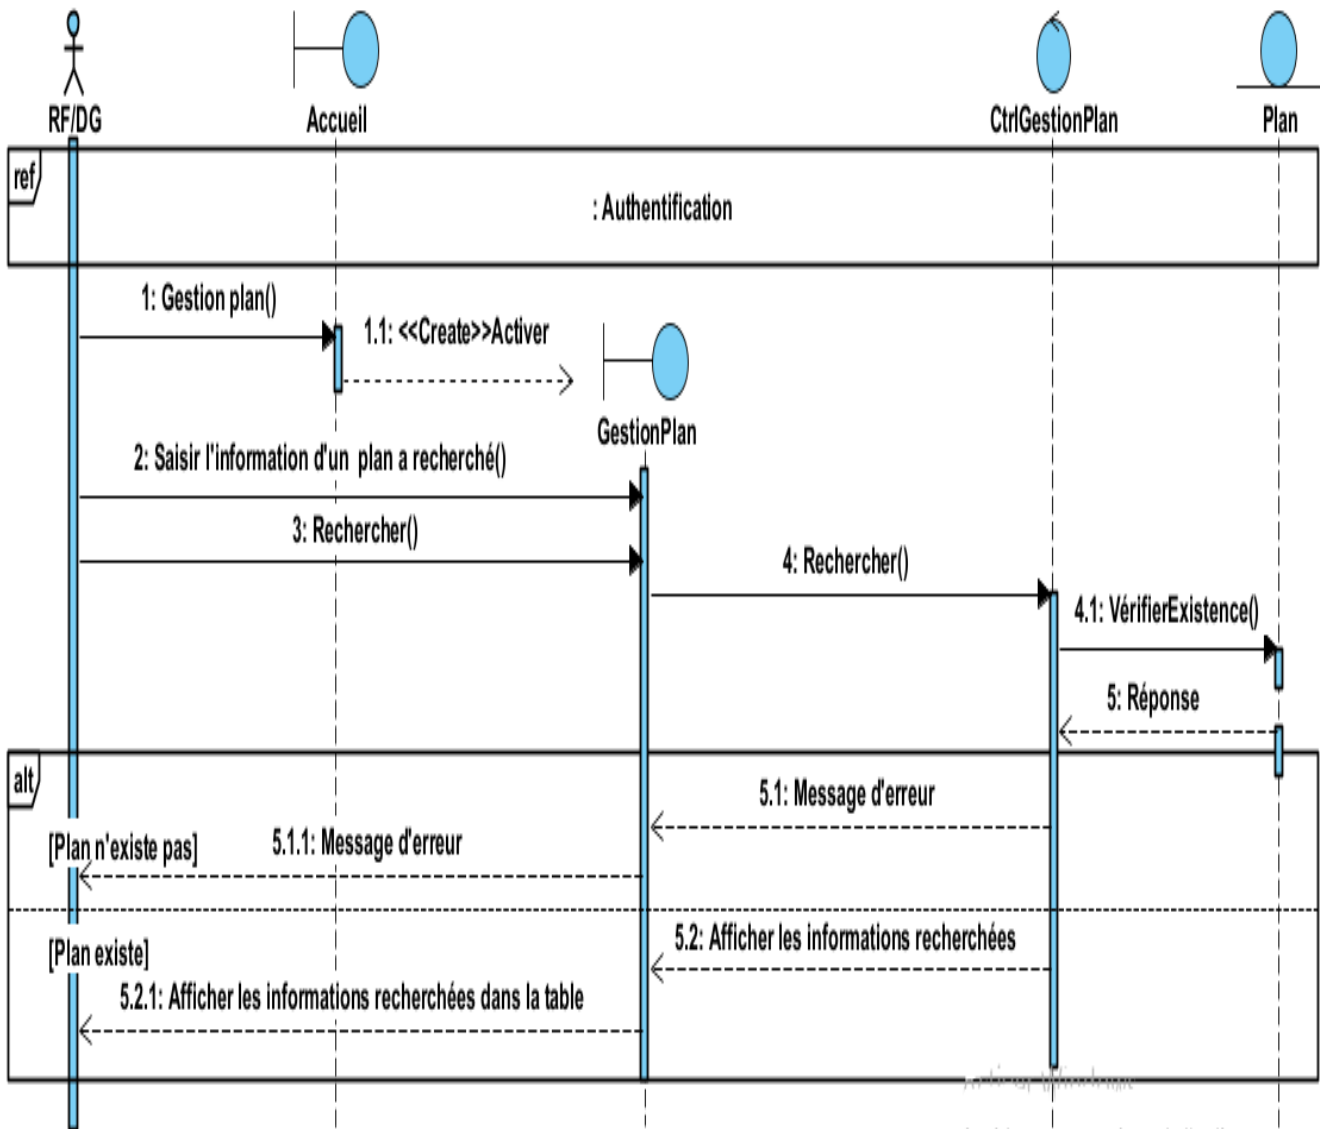 RF/DG
Accueil
CtrlGestionPlan
Plan
ref
: Authentification
1: Gestion plan()
1.1: <<Create>>Activer
GestionPlan
2: Saisir l'information d'un plan a recherché()
3: Rechercher()
4: Rechercher()
4.1: VérifierExistence()
5: Réponse
alt
5.1: Message d'erreur
[Plan n'existe pas]
5.1.1: Message d'erreur
5.2: Afficher les informations recherchées
[Plan existe]
5.2.1: Afficher les informations recherchées dans la table